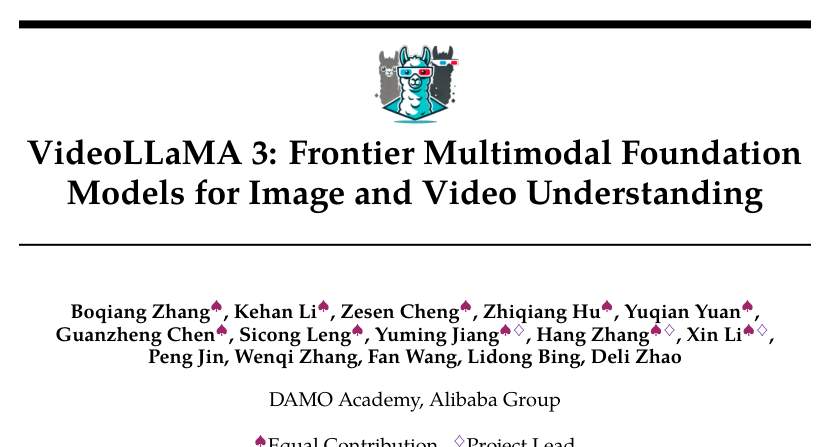 VideoLLaMA 3: Frontier Multimodal Foundation
Models for Image and Video Understanding
Boqiang Zhang♠, Kehan Li♠, Zesen Cheng♠, Zhiqiang Hu♠, Yuqian Yuan♠,
Guanzheng Chen♠, Sicong Leng♠, Yuming Jiang♠♢, Hang Zhang♠♢, Xin Li♠♢,
Peng Jin, Wenqi Zhang, Fan Wang, Lidong Bing, Deli Zhao
DAMO Academy, Alibaba Group
♠Equal Contribution ♢Project Lead